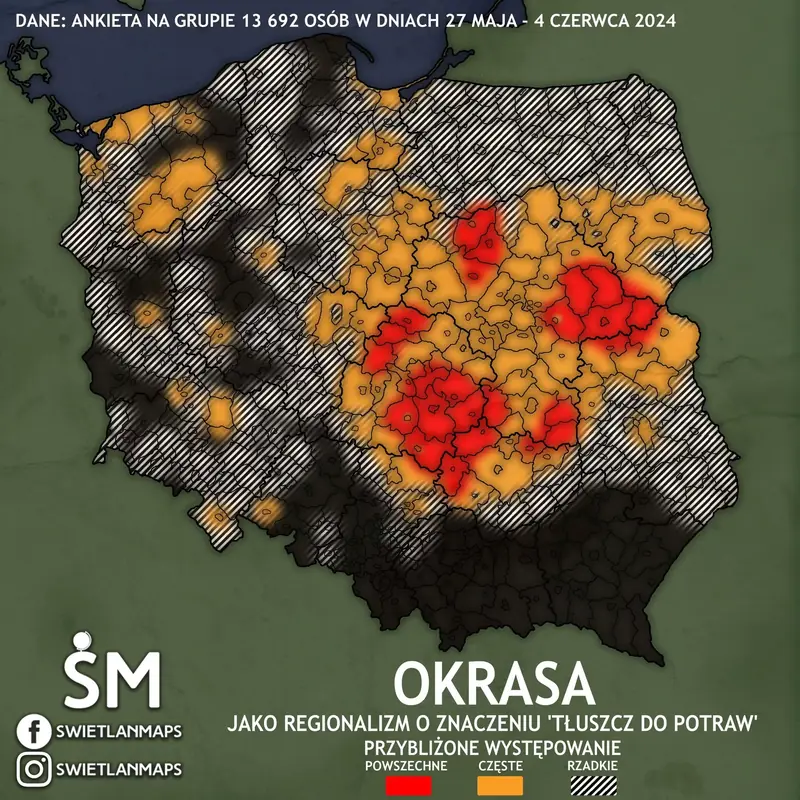 DANE: ANKIETA NA GRUPIE 13 692 OSÓB W DNIACH 27 MAJA - 4 CZERWCA 2024
ŚM
SWIETLANMAPS
SWIETLANMAPS
OKRASA
JAKO REGIONALIZM O ZNACZENIU 'TŁUSZCZ DO POTRAW'
PRZYBLIŻONE WYSTĘPOWANIE
POWSZECHNE CZĘSTE RZADKIE